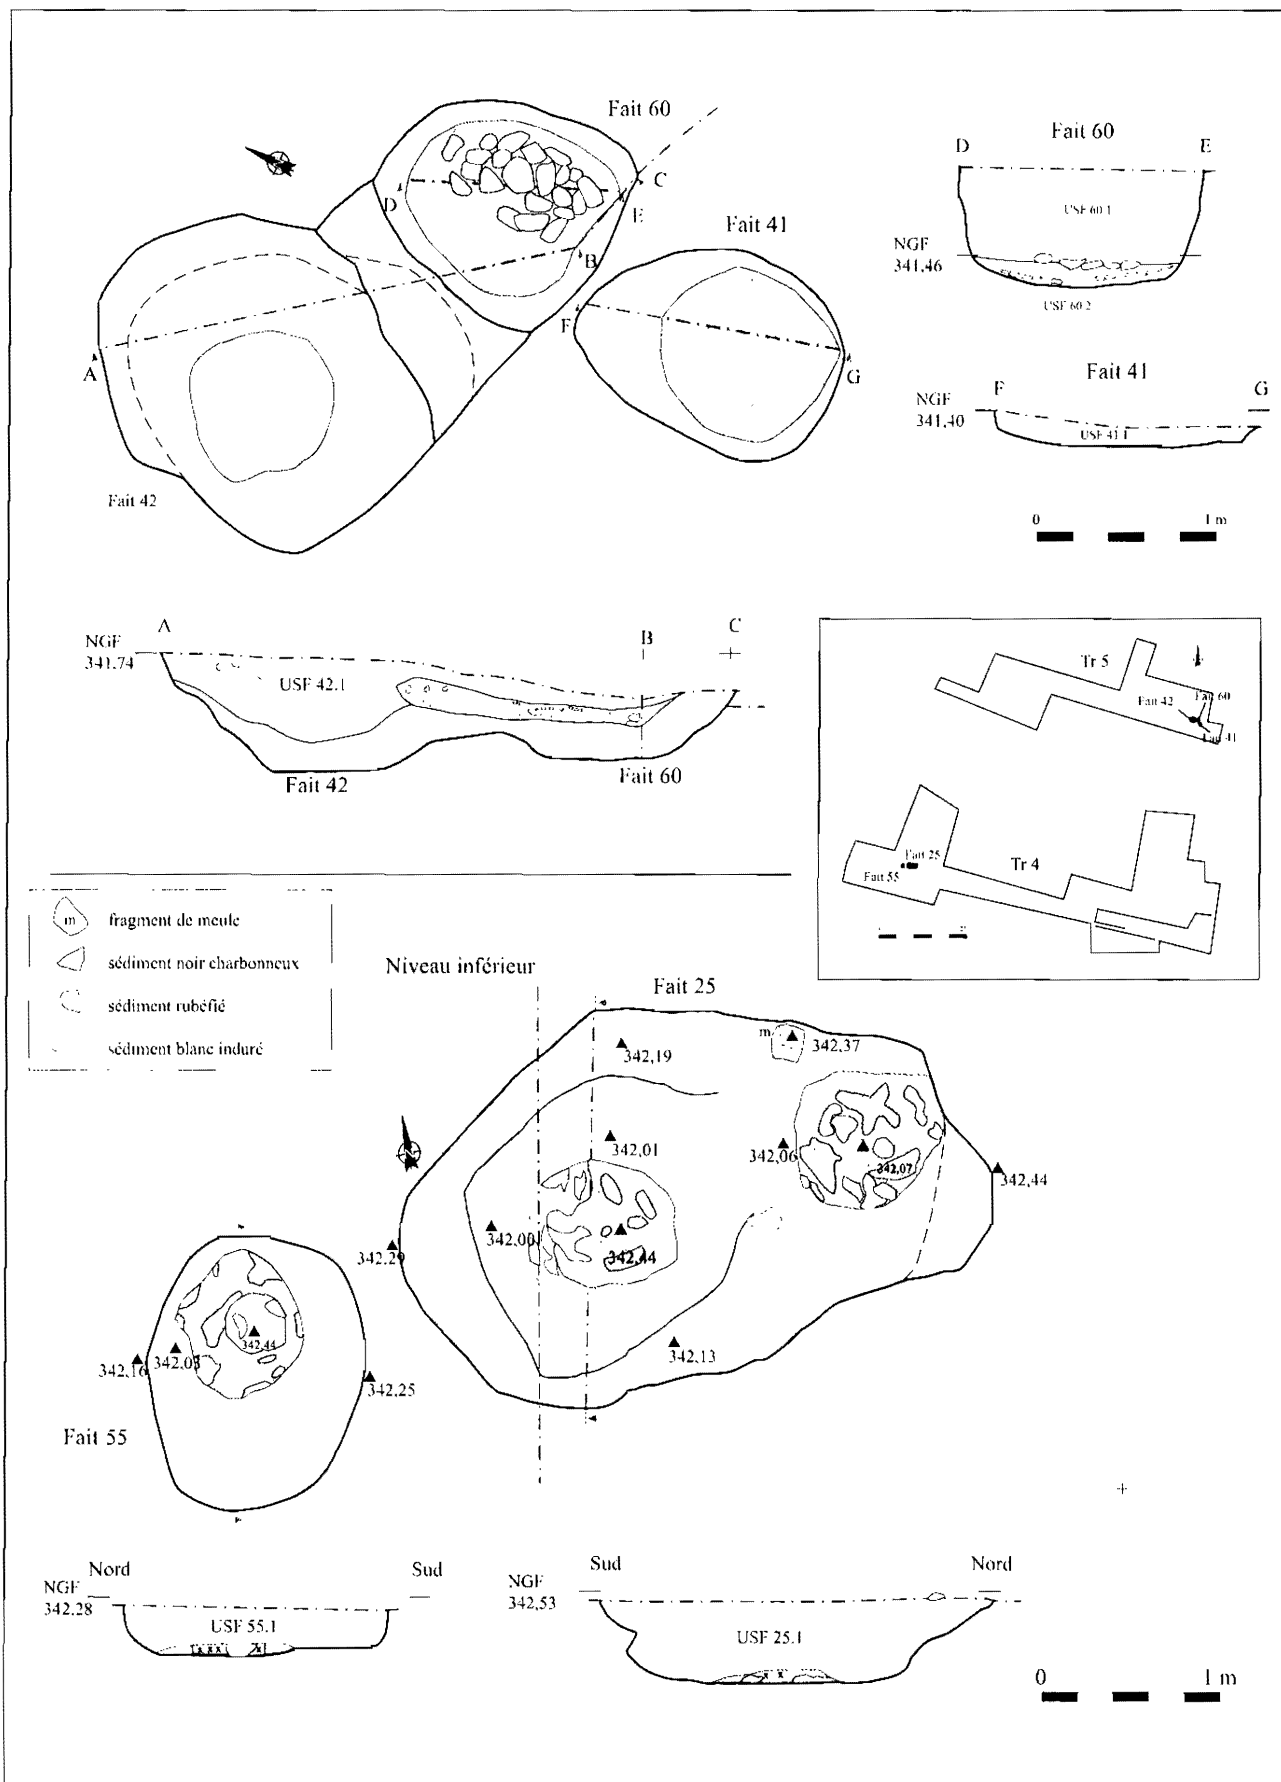 Fait 60
C
D
E
B
Fait 41
F
A
G
Fait 42
Fait 60
D
E
USF 60.1
NGF
341,46
USF 60.2
Fait 41
F
G
NGF
341,40
USF 41.1
0
1 m
A
B
C
NGF
341,74
USF 42.1
Fait 42
Fait 60
Tr 5
Fait 60
Fait 42
Fait 41
Fait 25
Fait 55
Tr 4
m
fragment de meule
sédiment noir charbonneux
sédiment rubéfié
sédiment blanc induré
Niveau inférieur
Fait 25
342,19
m
342,37
342,01
342,06
342,07
342,44
342,00
342,29
342,44
342,13
342,44
342,16
342,03
342,25
Fait 55
Nord
Sud
NGF
342,28
USF 55.1
Sud
Nord
NGF
342,53
USF 25.1
0
1 m